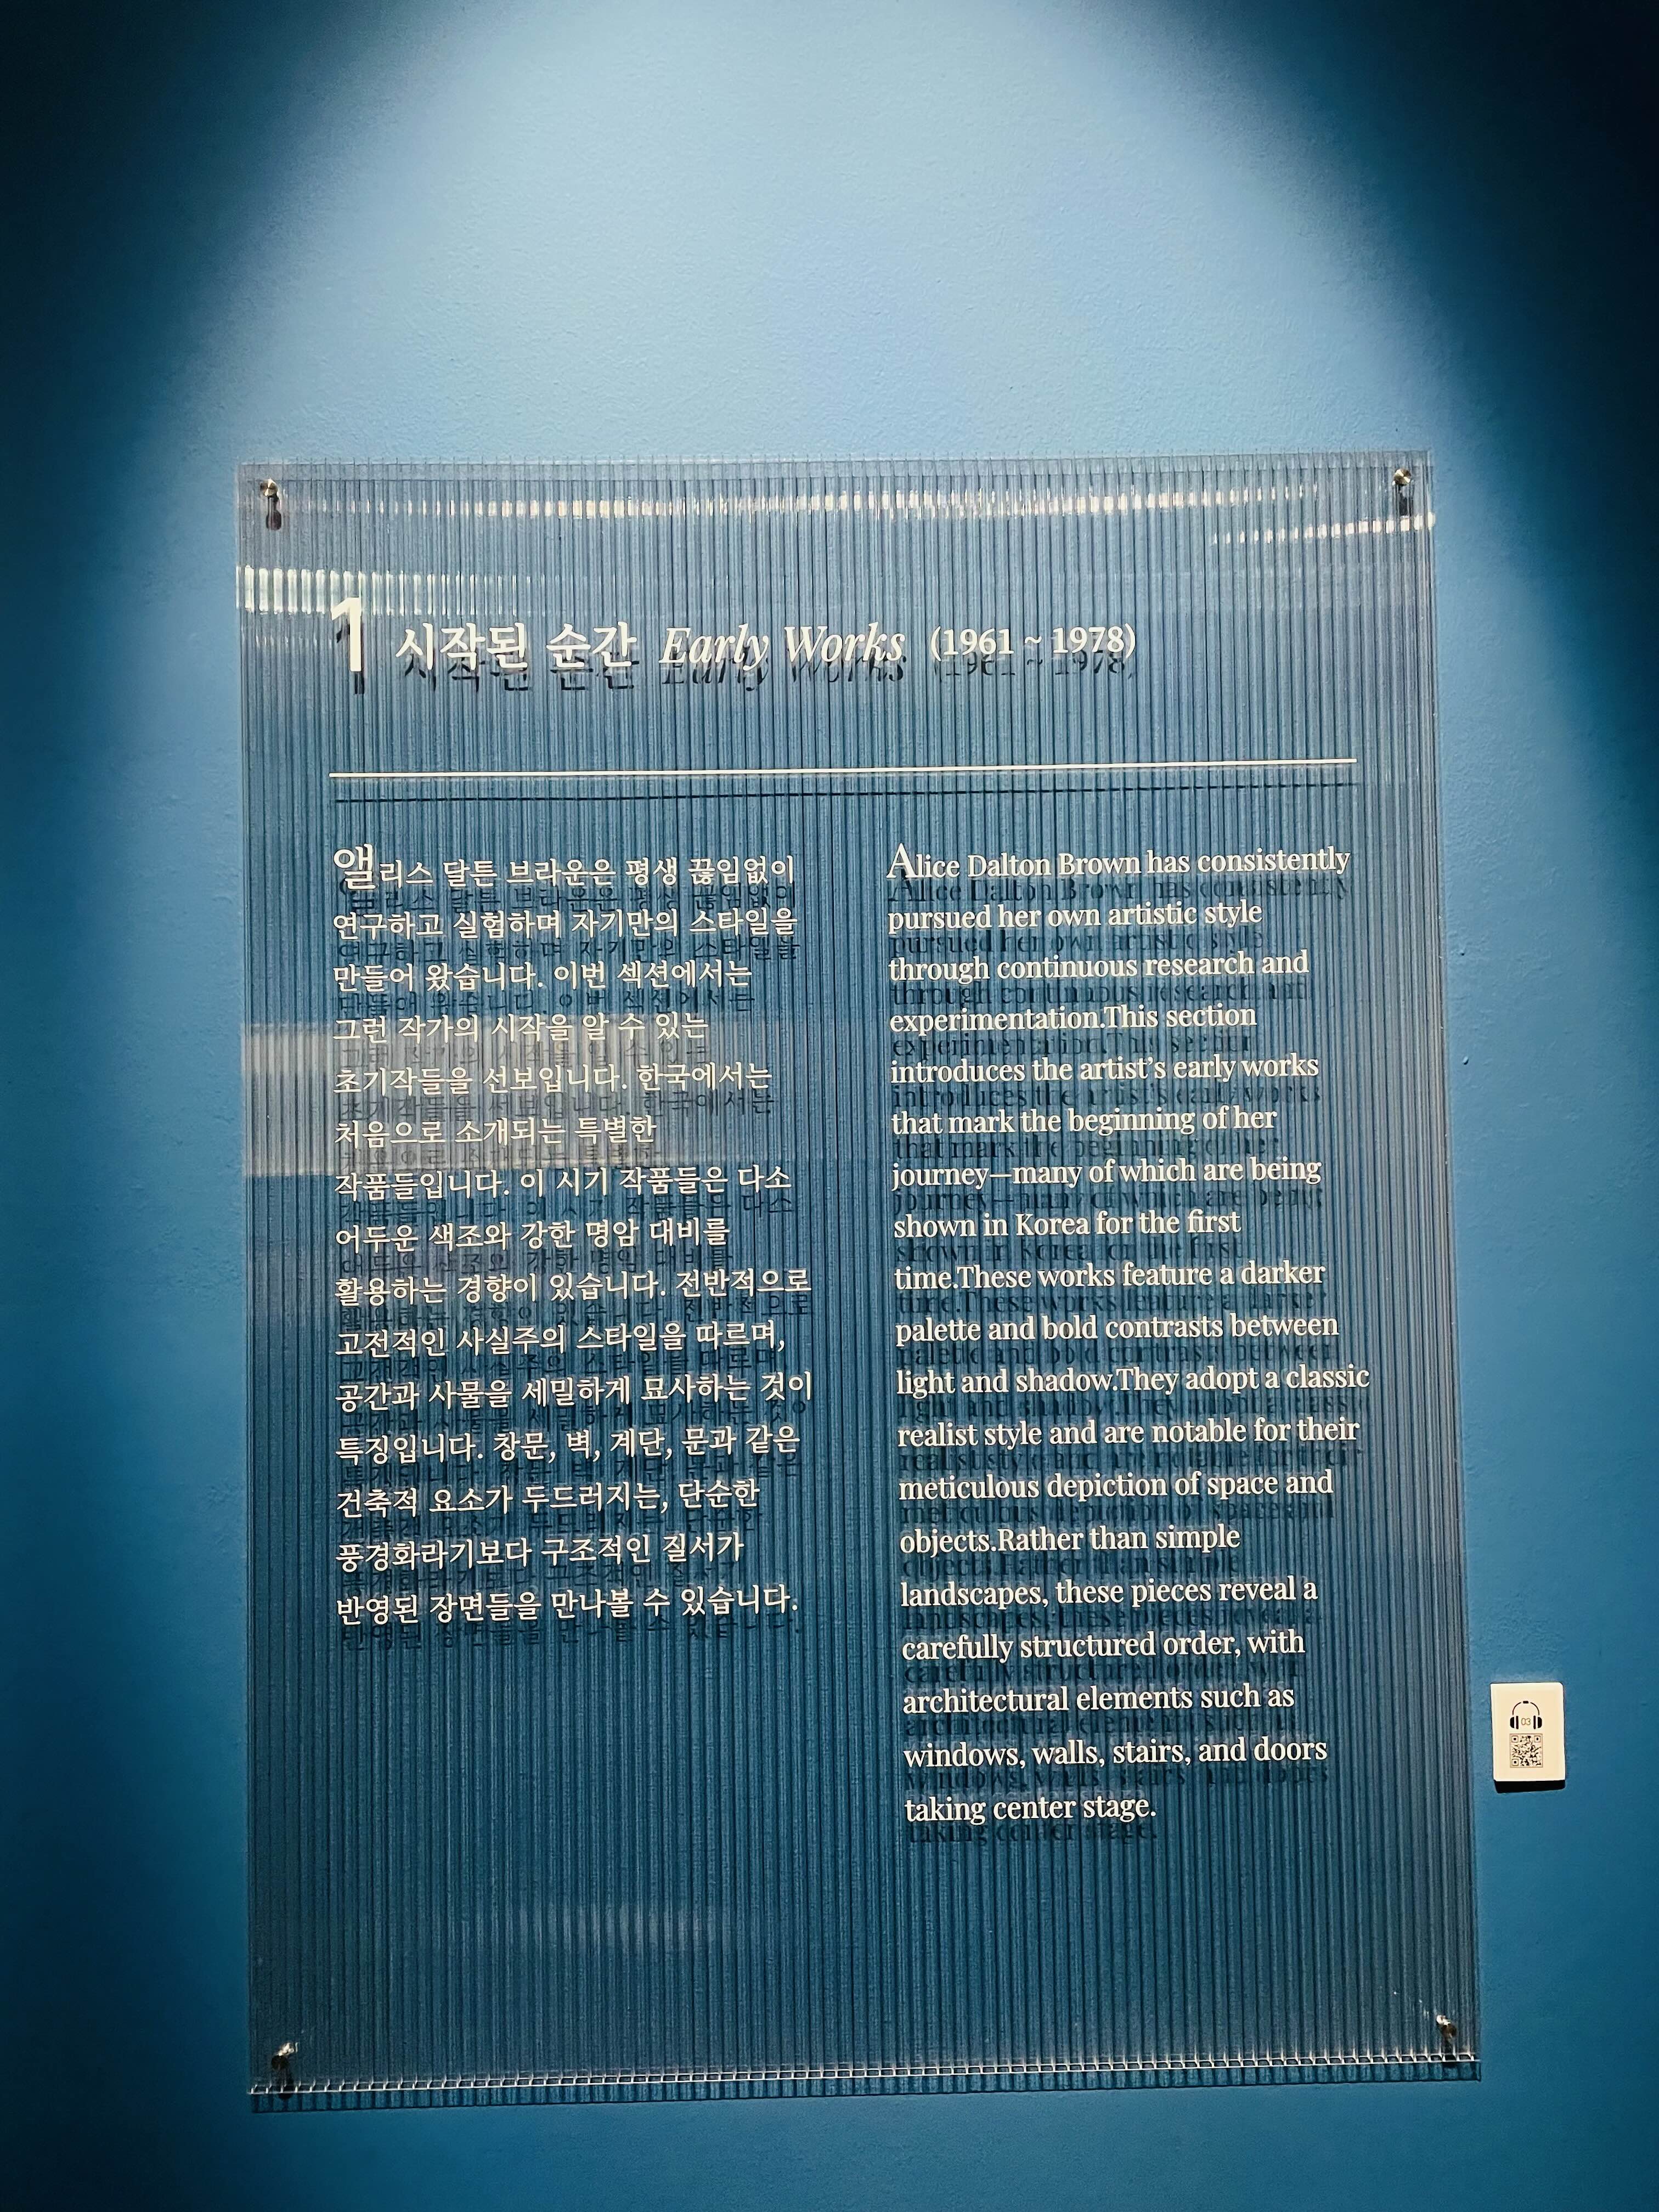 1 시작된 순간 Early Works (1961 ~ 1978)
앨리스 달튼 브라운은 평생 끊임없이
연구하고 실험하며 자기만의 스타일을
만들어 왔습니다. 이번 섹션에서는
그런 작가의 시작을 알 수 있는
초기작들을 선보입니다. 한국에서는
처음으로 소개되는 특별한
작품들입니다. 이 시기 작품들은 다소
어두운 색조와 강한 명암 대비를
활용하는 경향이 있습니다. 전반적으로
고전적인 사실주의 스타일을 따르며,
공간과 사물을 세밀하게 묘사하는 것이
특징입니다. 창문, 벽, 계단, 문과 같은
건축적 요소가 두드러지는, 단순한
풍경화라기보다 구조적인 질서가
반영된 장면들을 만나볼 수 있습니다.
Alice Dalton Brown has consistently
pursued her own artistic style
through continuous research and
experimentation.This section
introduces the artist’s early works
that mark the beginning of her
journey—many of which are being
shown in Korea for the first
time.These works feature a darker
palette and bold contrasts between
light and shadow.They adopt a classic
realist style and are notable for their
meticulous depiction of space and
objects.Rather than simple
landscapes, these pieces reveal a
carefully structured order, with
architectural elements such as
windows, walls, stairs, and doors
taking center stage.
03